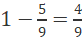 1 − 5/9 = 4/9